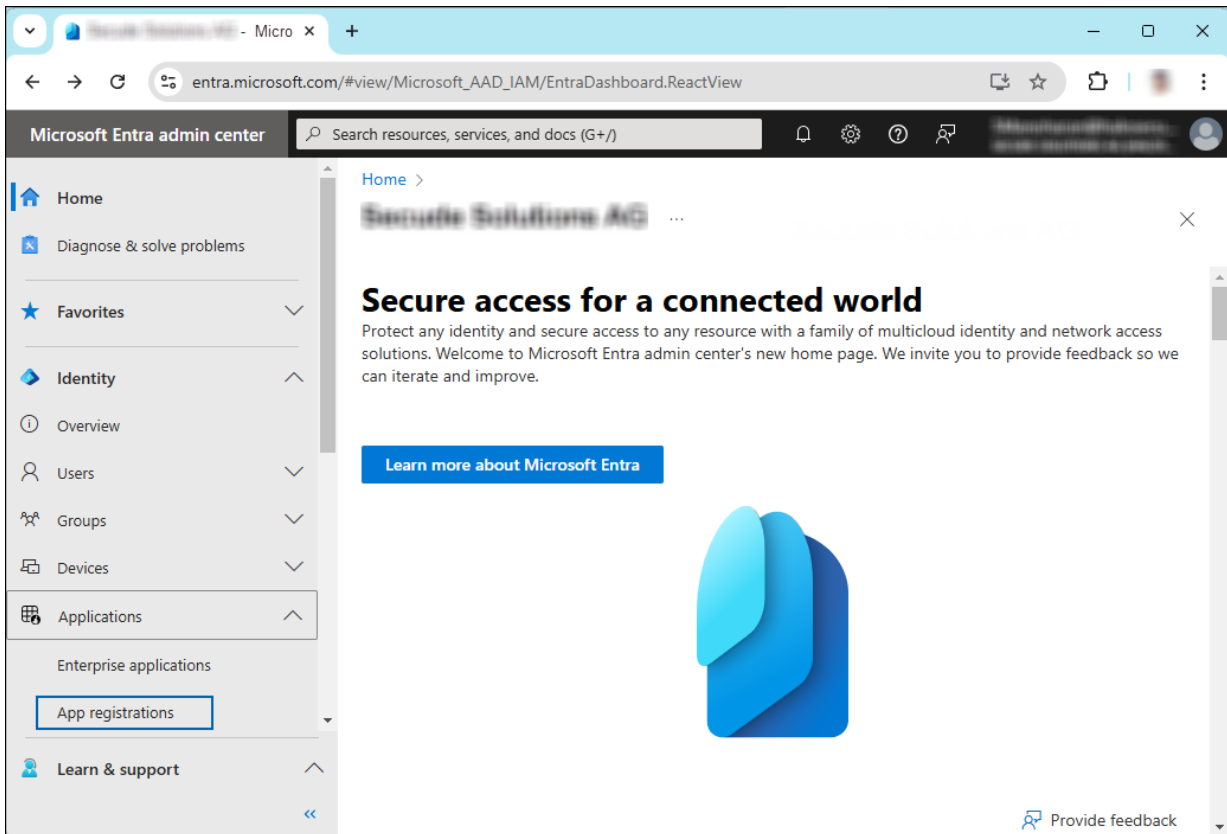 - Micro
entra.microsoft.com/#view/Microsoft_AAD_IAM/EntraDashboard.ReactView
Microsoft Entra admin center
Search resources, services, and docs (G+/)
Home
Diagnose & solve problems
Favorites
Identity
Overview
Users
Groups
Devices
Applications
Enterprise applications
App registrations
Learn & support
«
Home >
Secude Solutions AG ...
Secure access for a connected world
Protect any identity and secure access to any resource with a family of multicloud identity and network access
solutions. Welcome to Microsoft Entra admin center's new home page. We invite you to provide feedback so we
can iterate and improve.
Learn more about Microsoft Entra
Provide feedback